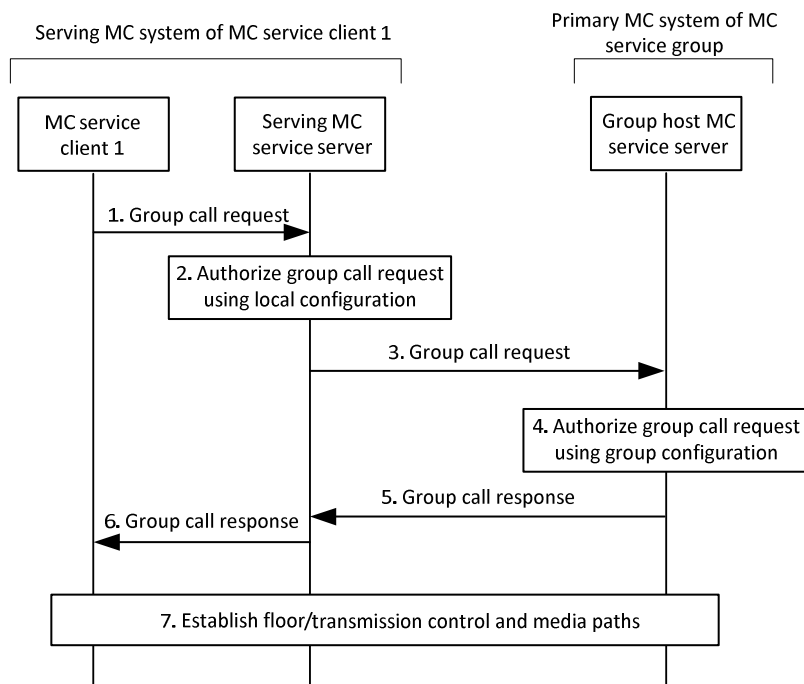 Serving MC system of MC service client 1
Primary MC system of MC
service group
MC service
client 1
Serving MC
service server
Group host MC
service server
1. Group call request
2. Authorize group call request
using local configuration
3. Group call request
4. Authorize group call request
using group configuration
5. Group call response
6. Group call response
7. Establish floor/transmission control and media paths